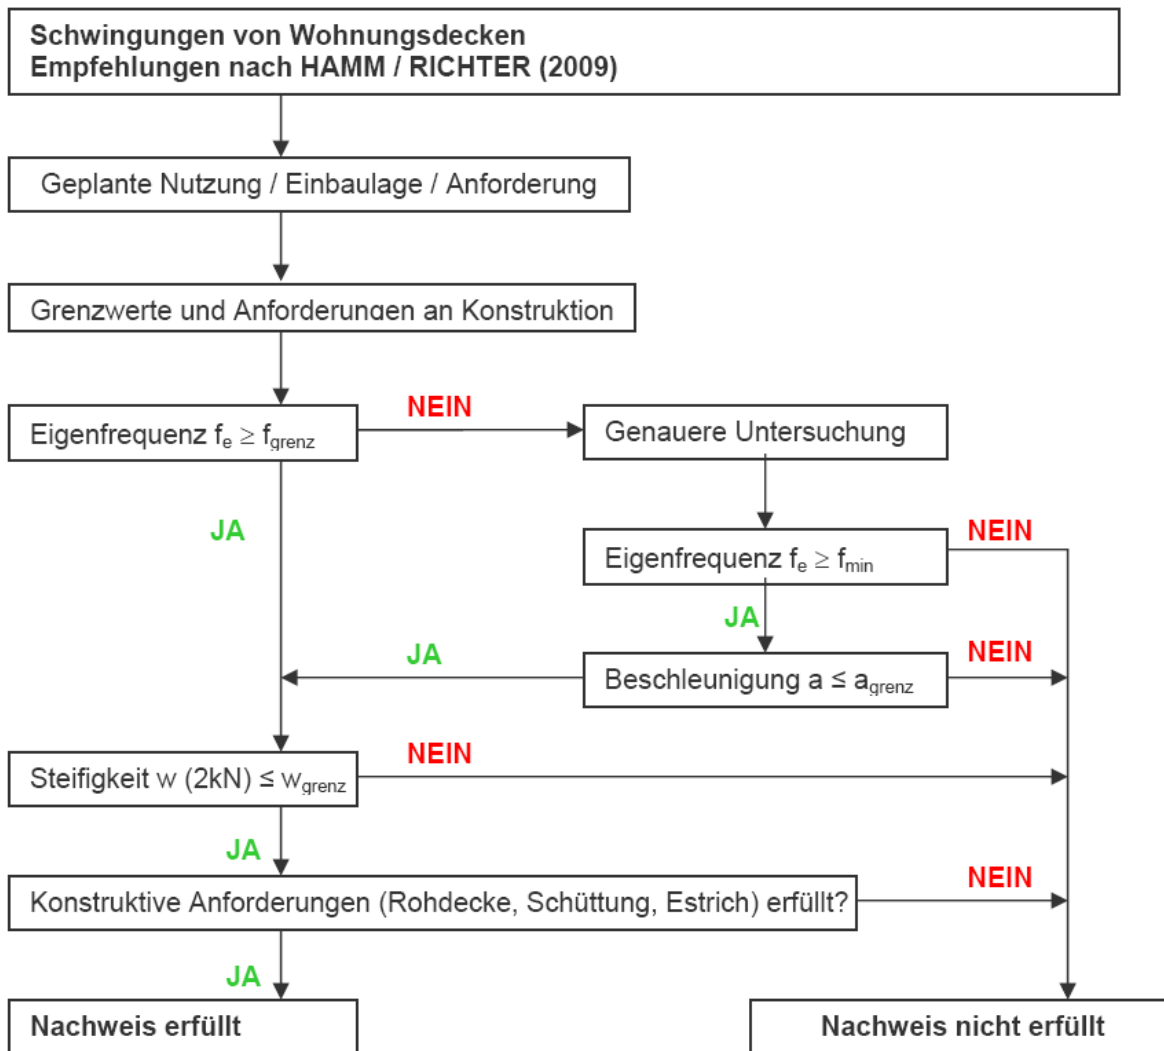 Schwingungen von Wohnungsdecken
Empfehlungen nach HAMM / RICHTER (2009)
Geplante Nutzung / Einbaulage / Anforderung
Grenzwerte und Anforderungen an Konstruktion
NEIN
Eigenfrequenz fe ≥ fgrenz
Genauere Untersuchung
JA
NEIN
Eigenfrequenz fe ≥ fmin
JA
JA
NEIN
Beschleunigung a ≤ agrenz
NEIN
Steifigkeit w (2kN) ≤ wgrenz
JA
NEIN
Konstruktive Anforderungen (Rohdecke, Schüttung, Estrich) erfüllt?
JA
Nachweis erfüllt
Nachweis nicht erfüllt